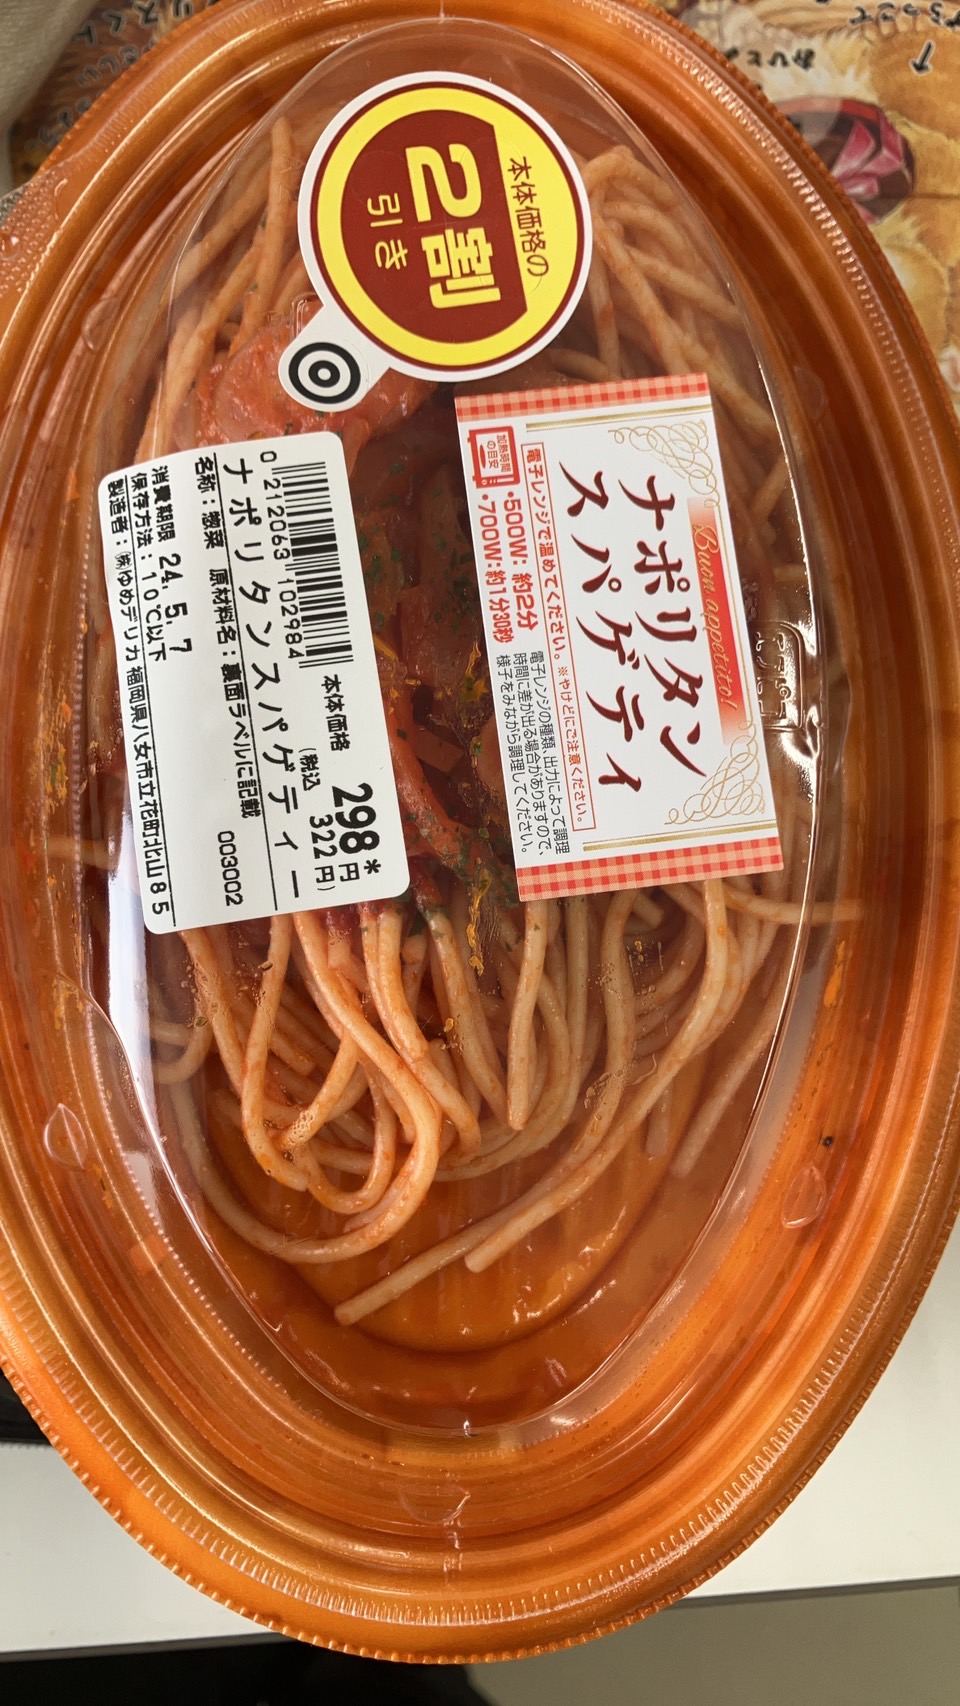 本体価格の
2割
引き
Buon appetito!
ナポリタン
スパゲティ
電子レンジで温めてください。※やけどにご注意ください。
加熱時間
の目安
・500W:約2分
・700W:約1分30秒
電子レンジの種類、出力によって調理
時間に差が出る場合がありますので、
様子をみながら調理してください。
本体価格 298*円
(税込 322円)
0 212063 102984
ナポリタンスパゲティー
名称:惣菜 原材料名:裏面ラベルに記載 003002
消費期限 24.5.7
保存方法:10℃以下
製造者:㈱ゆめデリカ福岡県八女市立花町北山85